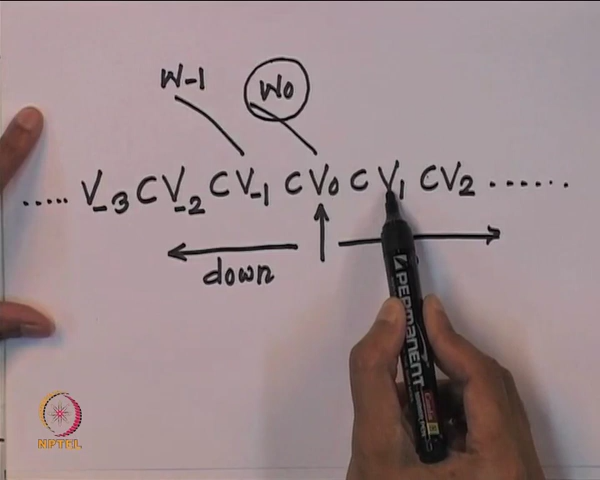 W-1 W0
..... V-3 C V-2 C V-1 C V0 C V1 C V2 ......
down
PERMANENT
NPTEL